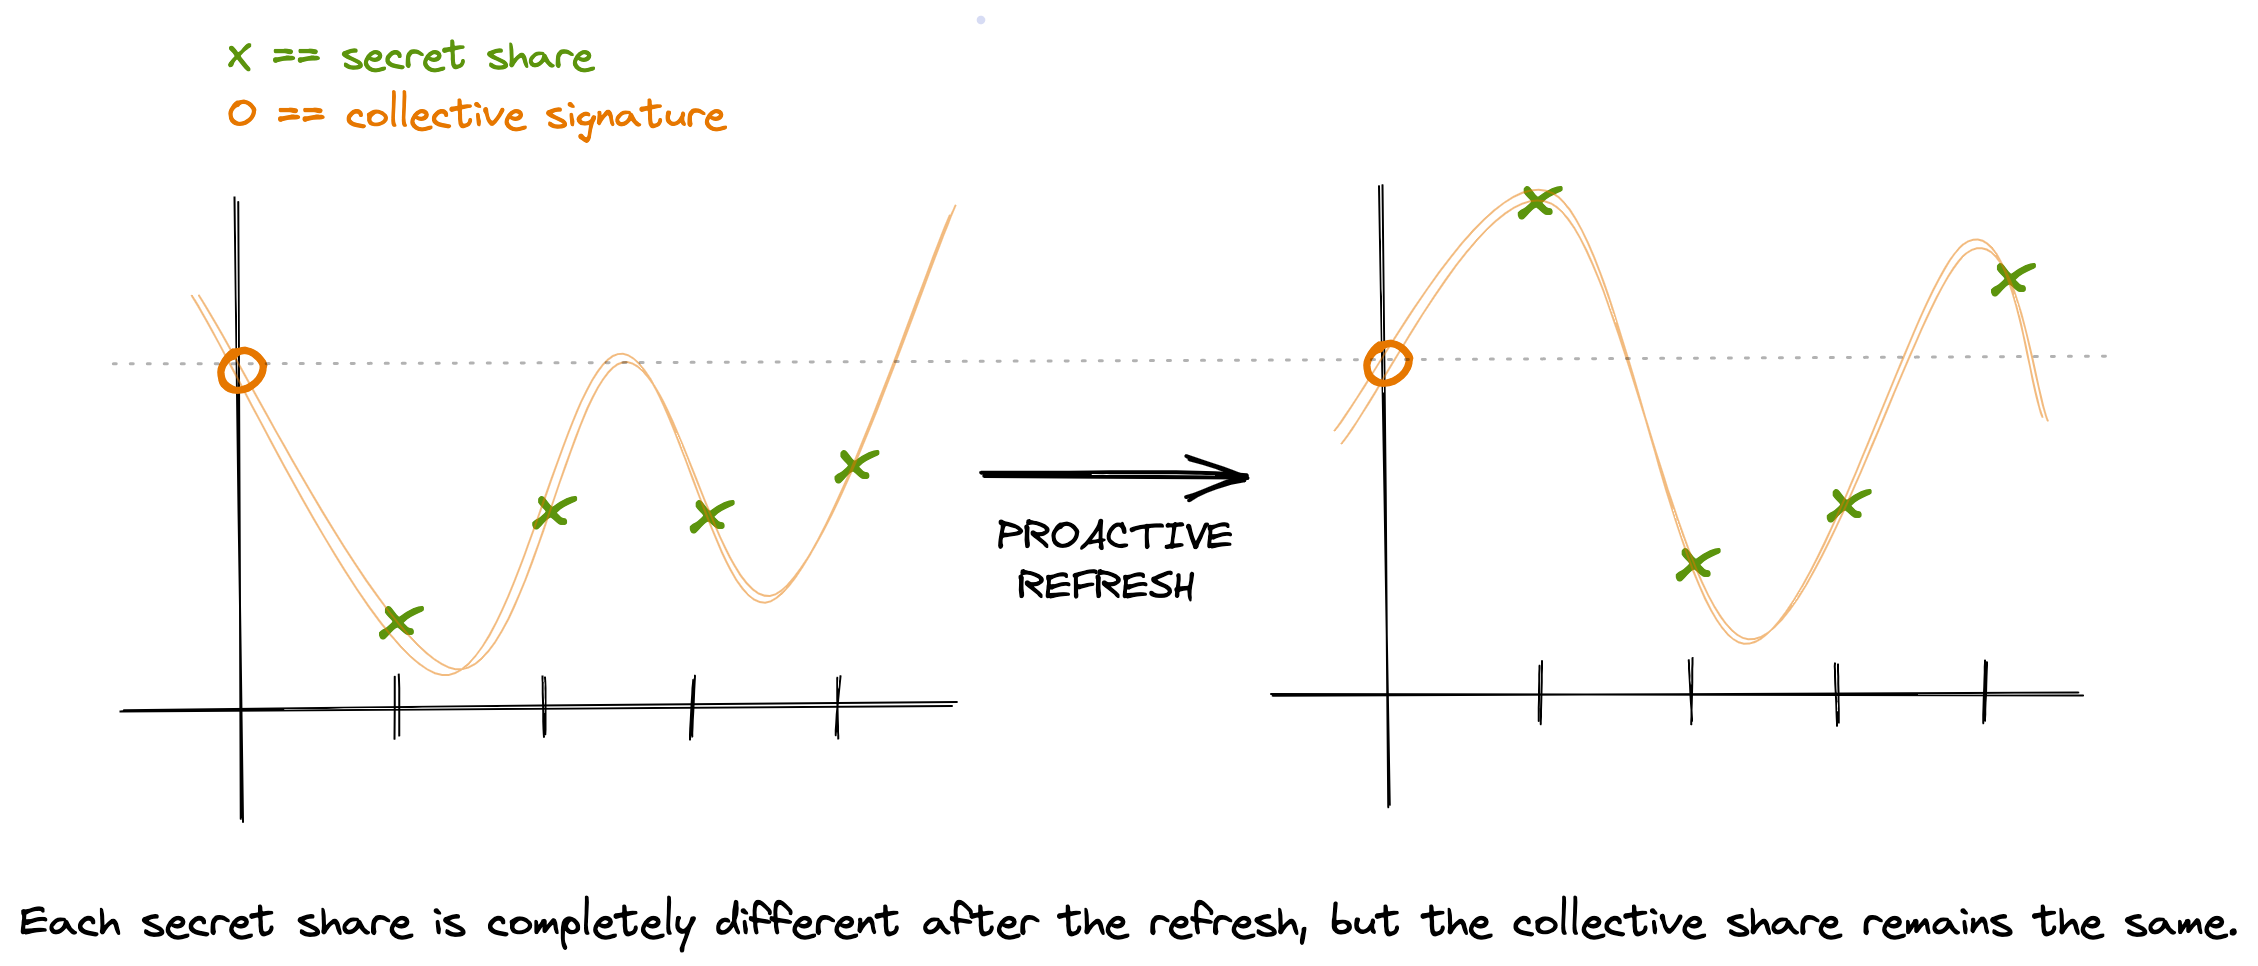 x == secret share
o == collective signature
PROACTIVE
REFRESH
Each secret share is completely different after the refresh, but the collective share remains the same.